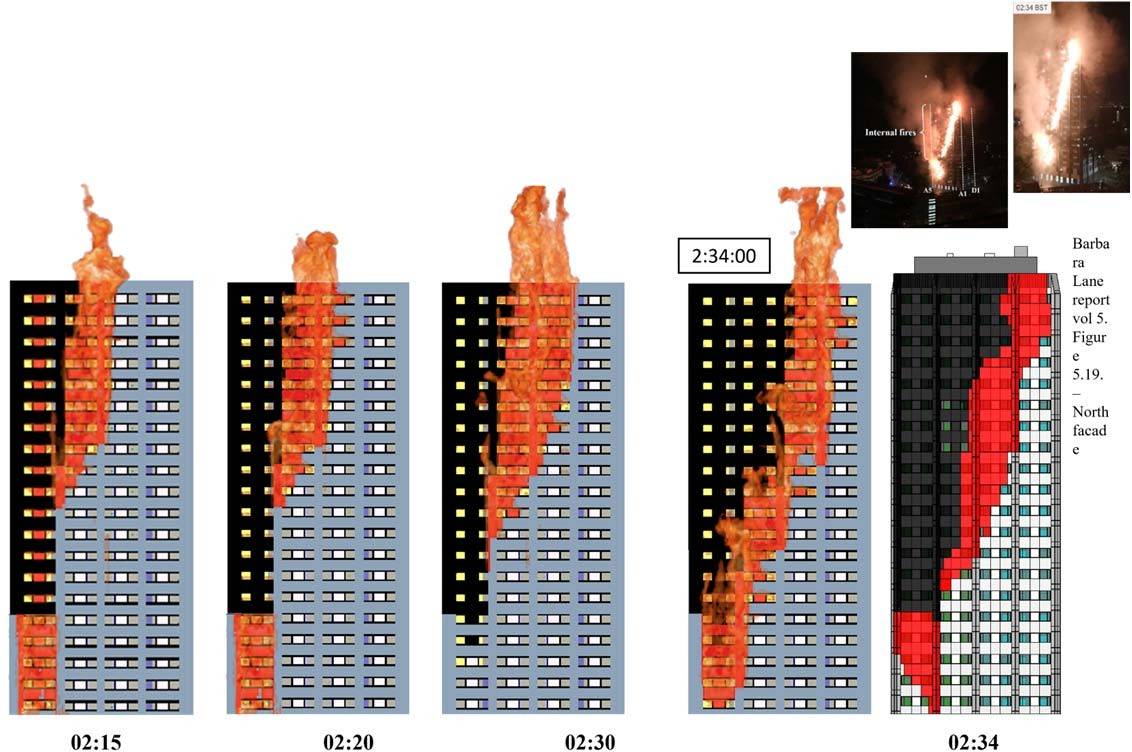 02:34 BST
Internal fires
A5
A1
D1
2:34:00
Barba
ra
Lane
report
vol 5.
Figur
e
5.19.
–
North
facad
e
02:15
02:20
02:30
02:34